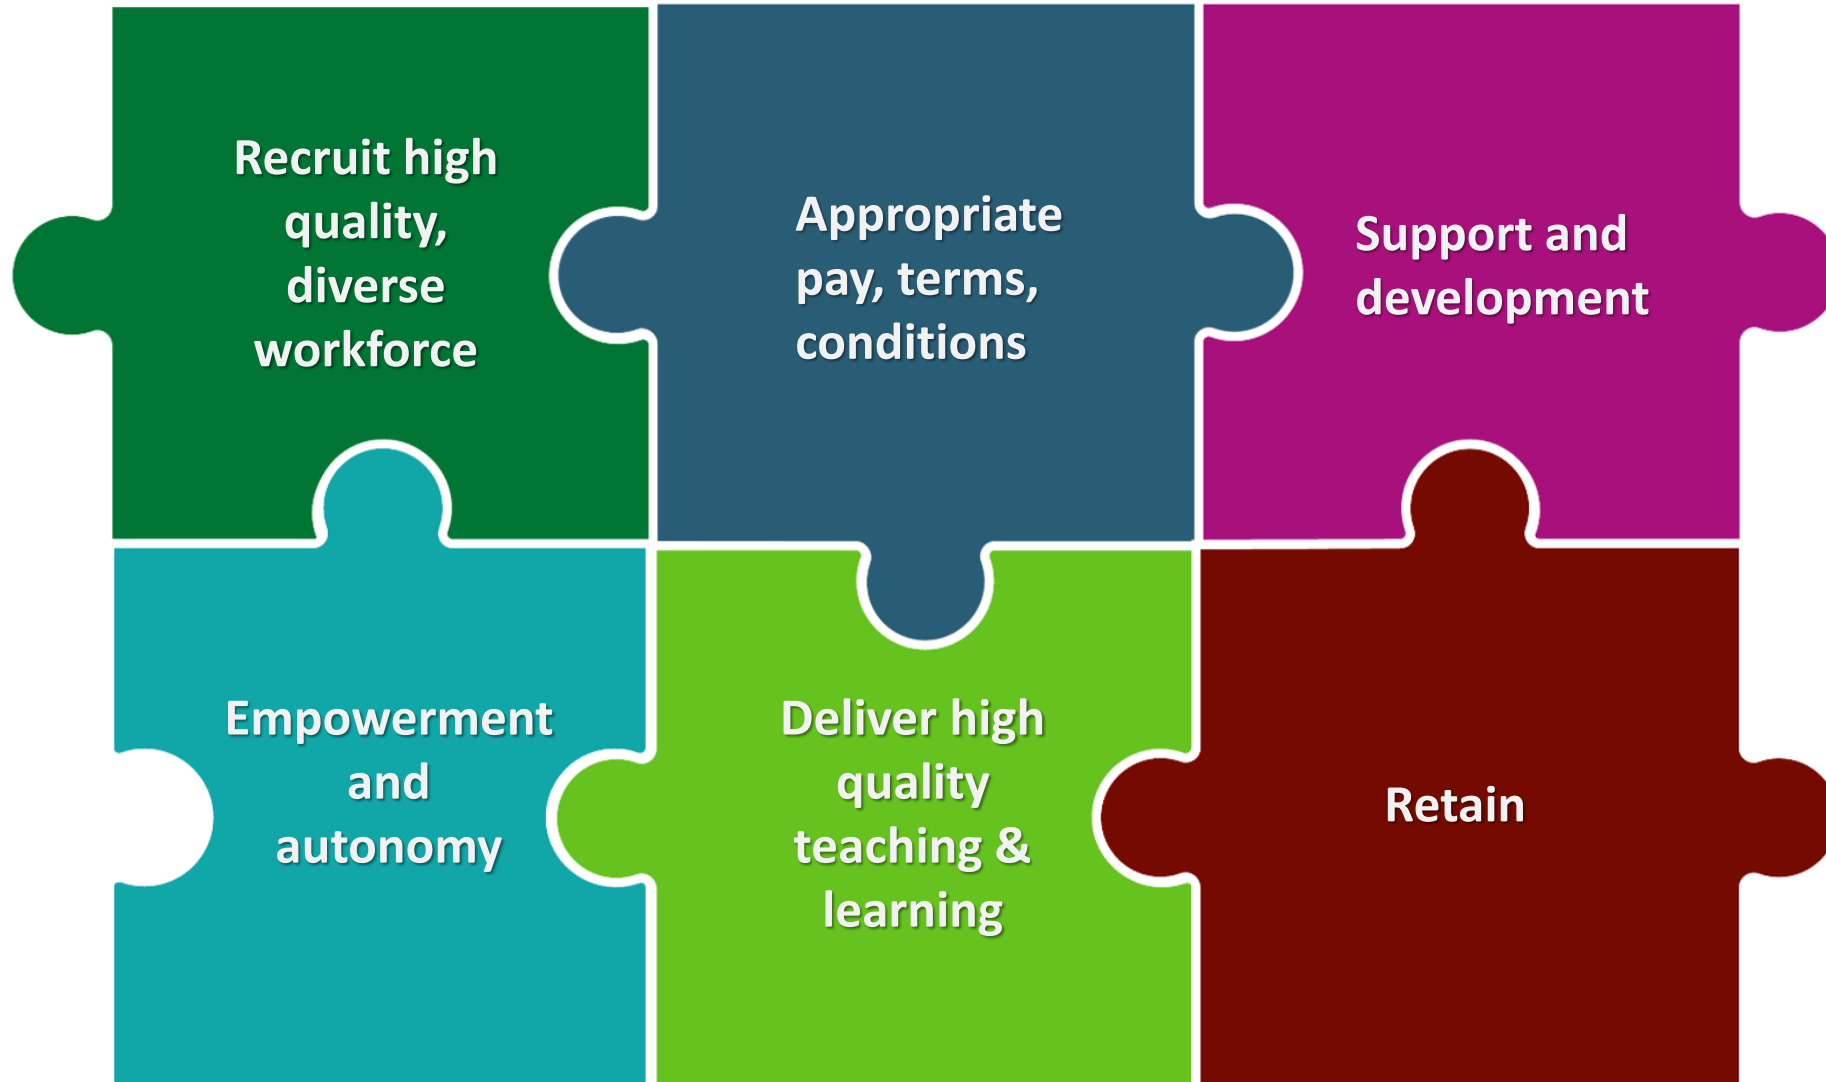 Recruit high
quality,
diverse
workforce
Appropriate
pay, terms,
conditions
Support and
development
Empowerment
and
autonomy
Deliver high
quality
teaching &
learning
Retain